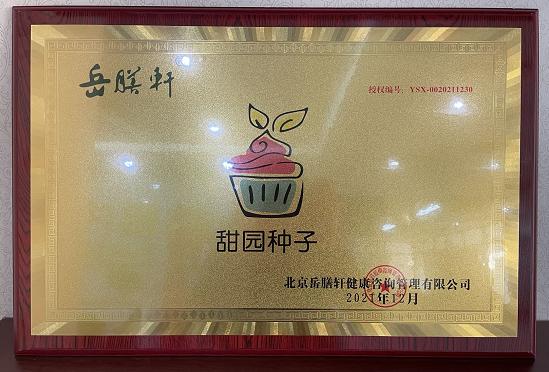 岳膳軒
授权编号：YSX-0020211230
甜园种子
北京岳膳轩健康咨询管理有限公司
2021年12月